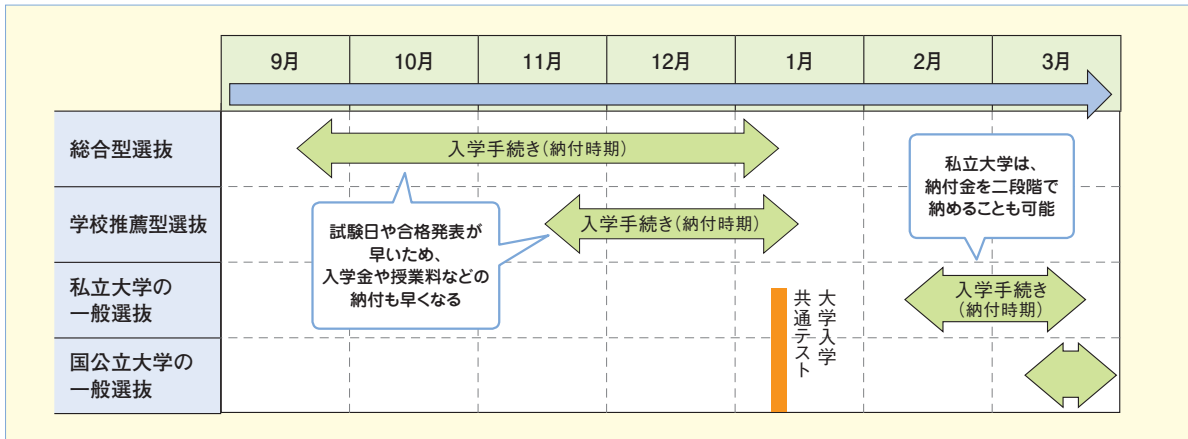 9月
10月
11月
12月
1月
2月
3月
総合型選抜
入学手続き(納付時期)
私立大学は、
納付金を二段階で
納めることも可能
学校推薦型選抜
試験日や合格発表が
早いため、
入学金や授業料などの
納付も早くなる
入学手続き(納付時期)
私立大学の
一般選抜
大学入学
共通テスト
入学手続き
(納付時期)
国公立大学の
一般選抜